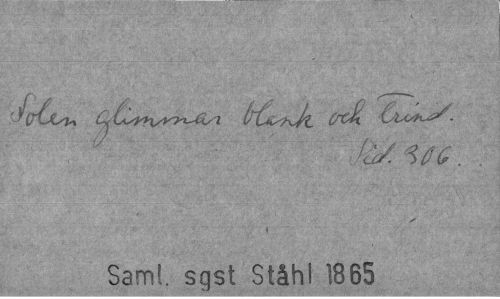 Solen glimmar blank och trind.
Sid. 306.
Saml. sgst Ståhl 1865